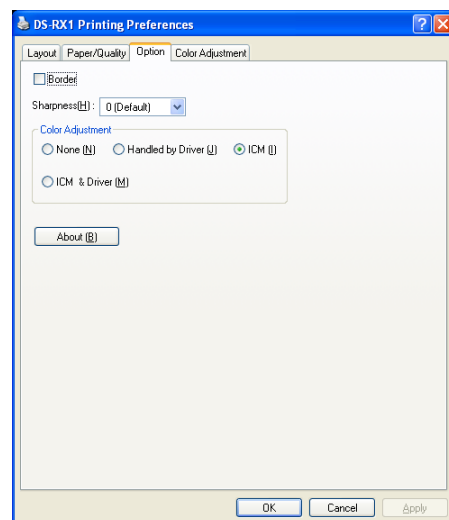 DS-RX1 Printing Preferences
Layout Paper/Quality Option Color Adjustment
Border
Sharpness(H) : 0 (Default)
Color Adjustment
None (N) Handled by Driver (J) ICM (I)
ICM & Driver (M)
About (B)
OK Cancel Apply